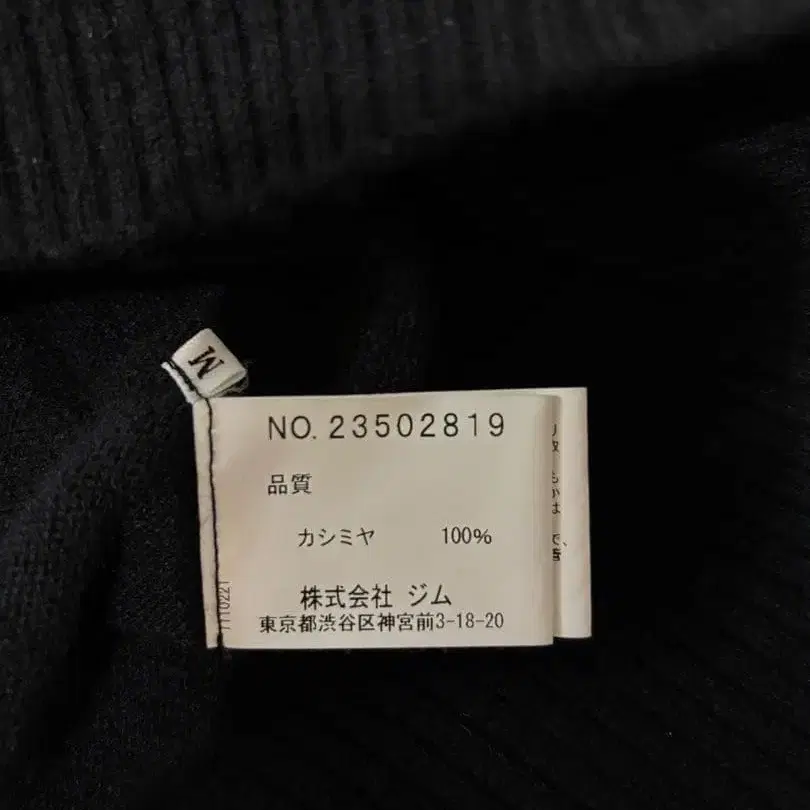 M
NO. 23502819
品質
カシミヤ 100%
株式会社 ジム
東京都渋谷区神宮前3-18-20